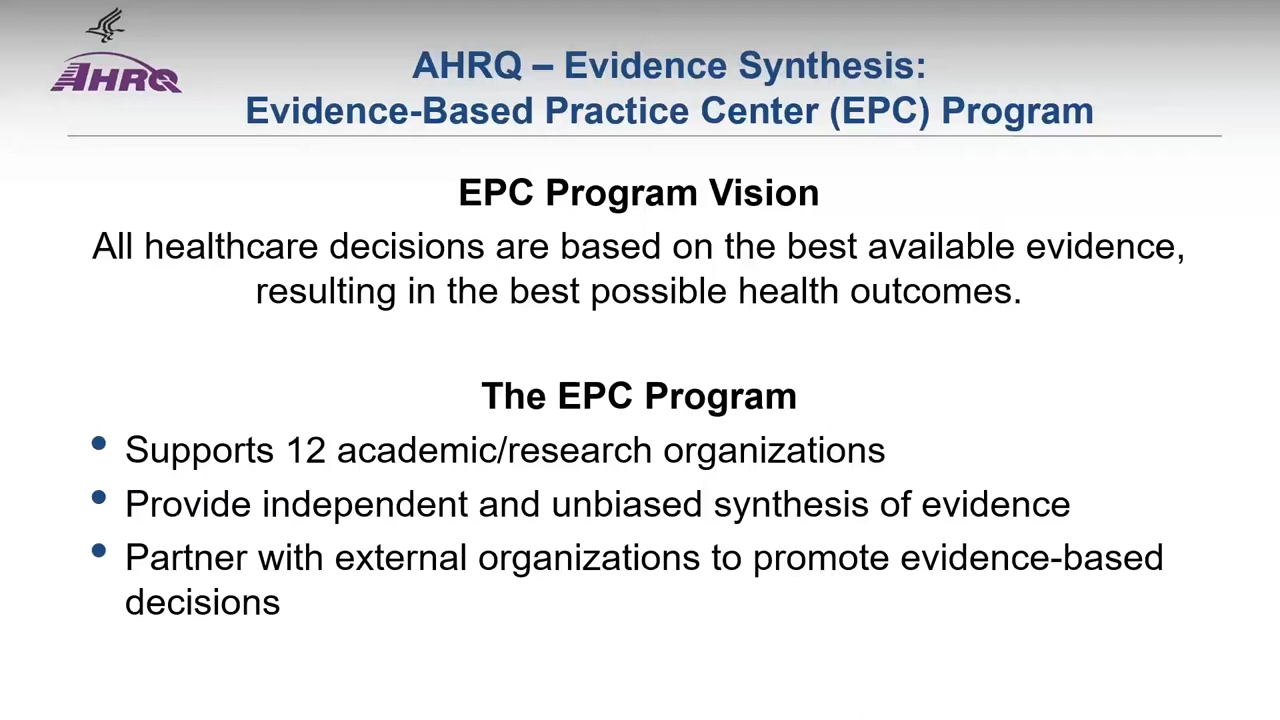 AHRQ
AHRQ – Evidence Synthesis:
Evidence-Based Practice Center (EPC) Program
EPC Program Vision
All healthcare decisions are based on the best available evidence,
resulting in the best possible health outcomes.
The EPC Program
• Supports 12 academic/research organizations
• Provide independent and unbiased synthesis of evidence
• Partner with external organizations to promote evidence-based
decisions